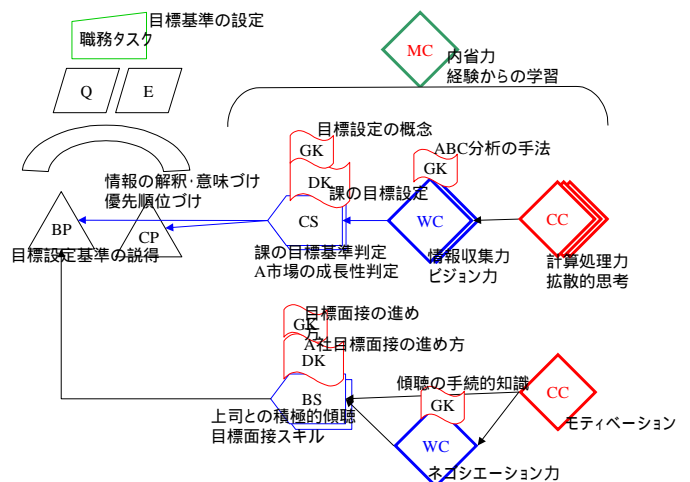 目標基準の設定
職務タスク
Q
E
MC
内省力
経験からの学習
目標設定の概念
GK
DK
課の目標設定
ABC分析の手法
GK
情報の解釈・意味づけ
優先順位づけ
BP
CP
CS
WC
CC
目標設定基準の説得
課の目標基準判定
A市場の成長性判定
情報収集力
ビジョン力
計算処理力
拡散的思考
目標面接の進め
方
GK
A社目標面接の進め方
DK
BS
上司との積極的傾聴
目標面接スキル
傾聴の手続的知識
GK
WC
ネゴシエーション力
CC
モティベーション